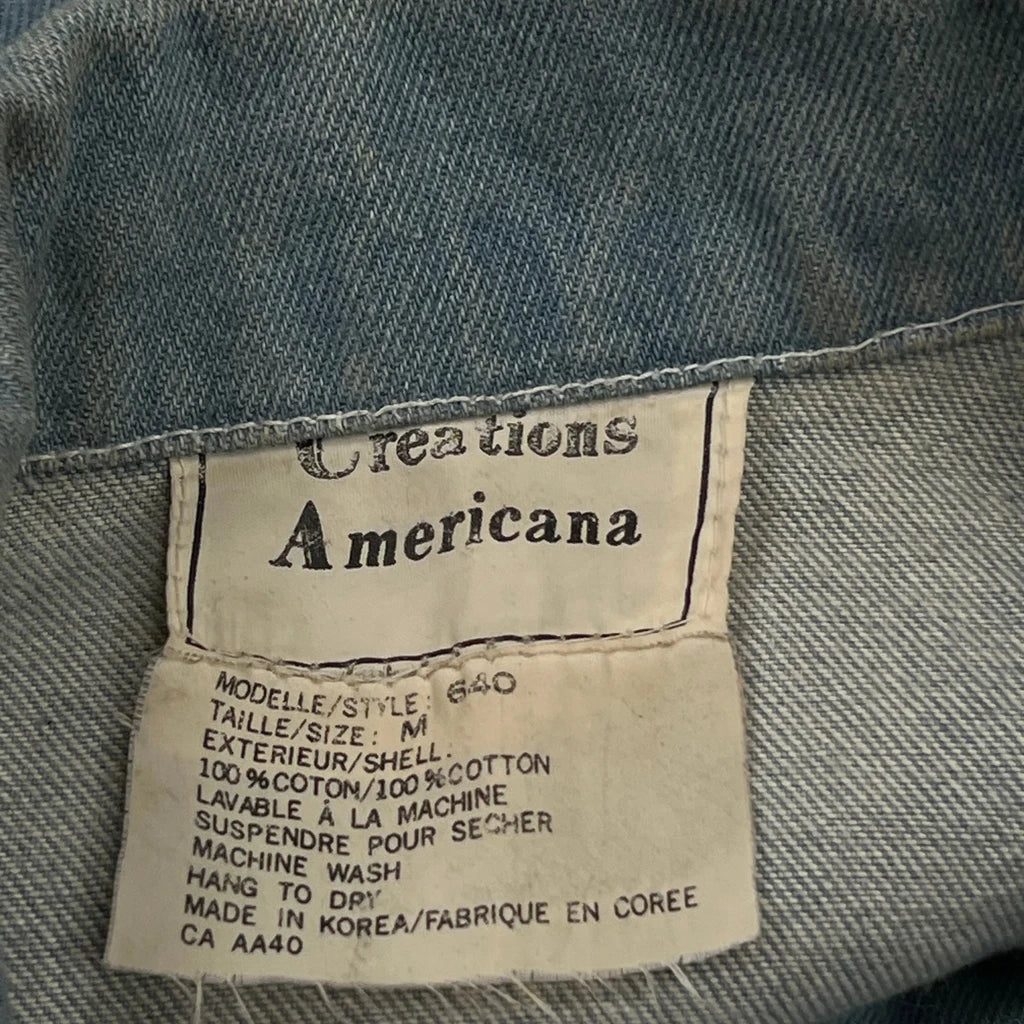 Creations
Americana
MODELLE/STYLE: 640
TAILLE/SIZE: M
EXTERIEUR/SHELL:
100%COTON/100%COTTON
LAVABLE À LA MACHINE
SUSPENDRE POUR SECHER
MACHINE WASH
HANG TO DRY
MADE IN KOREA/FABRIQUE EN COREE
CA AA40